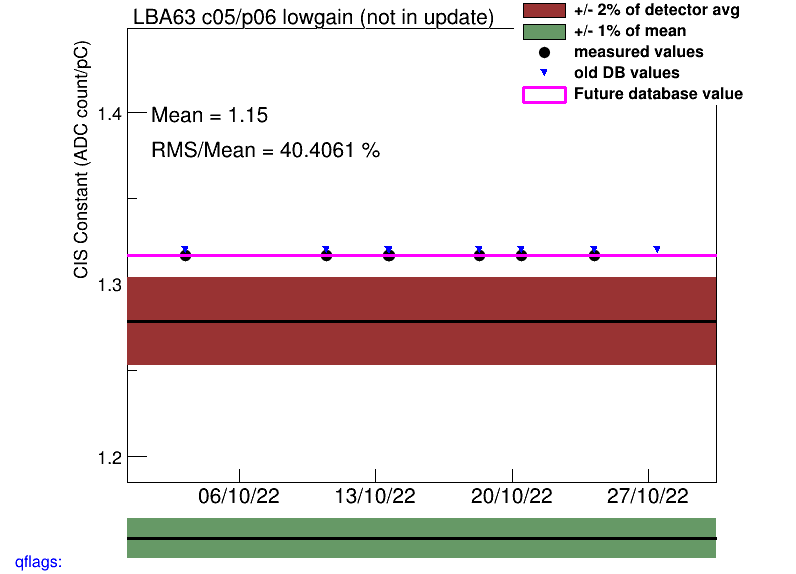 LBA63 c05/p06 lowgain (not in update)
+/- 2% of detector avg
+/- 1% of mean
measured values
old DB values
Future database value
CIS Constant (ADC count/pC)
Mean = 1.15
RMS/Mean = 40.4061 %
1.4
1.3
1.2
06/10/22 13/10/22 20/10/22 27/10/22
qflags: